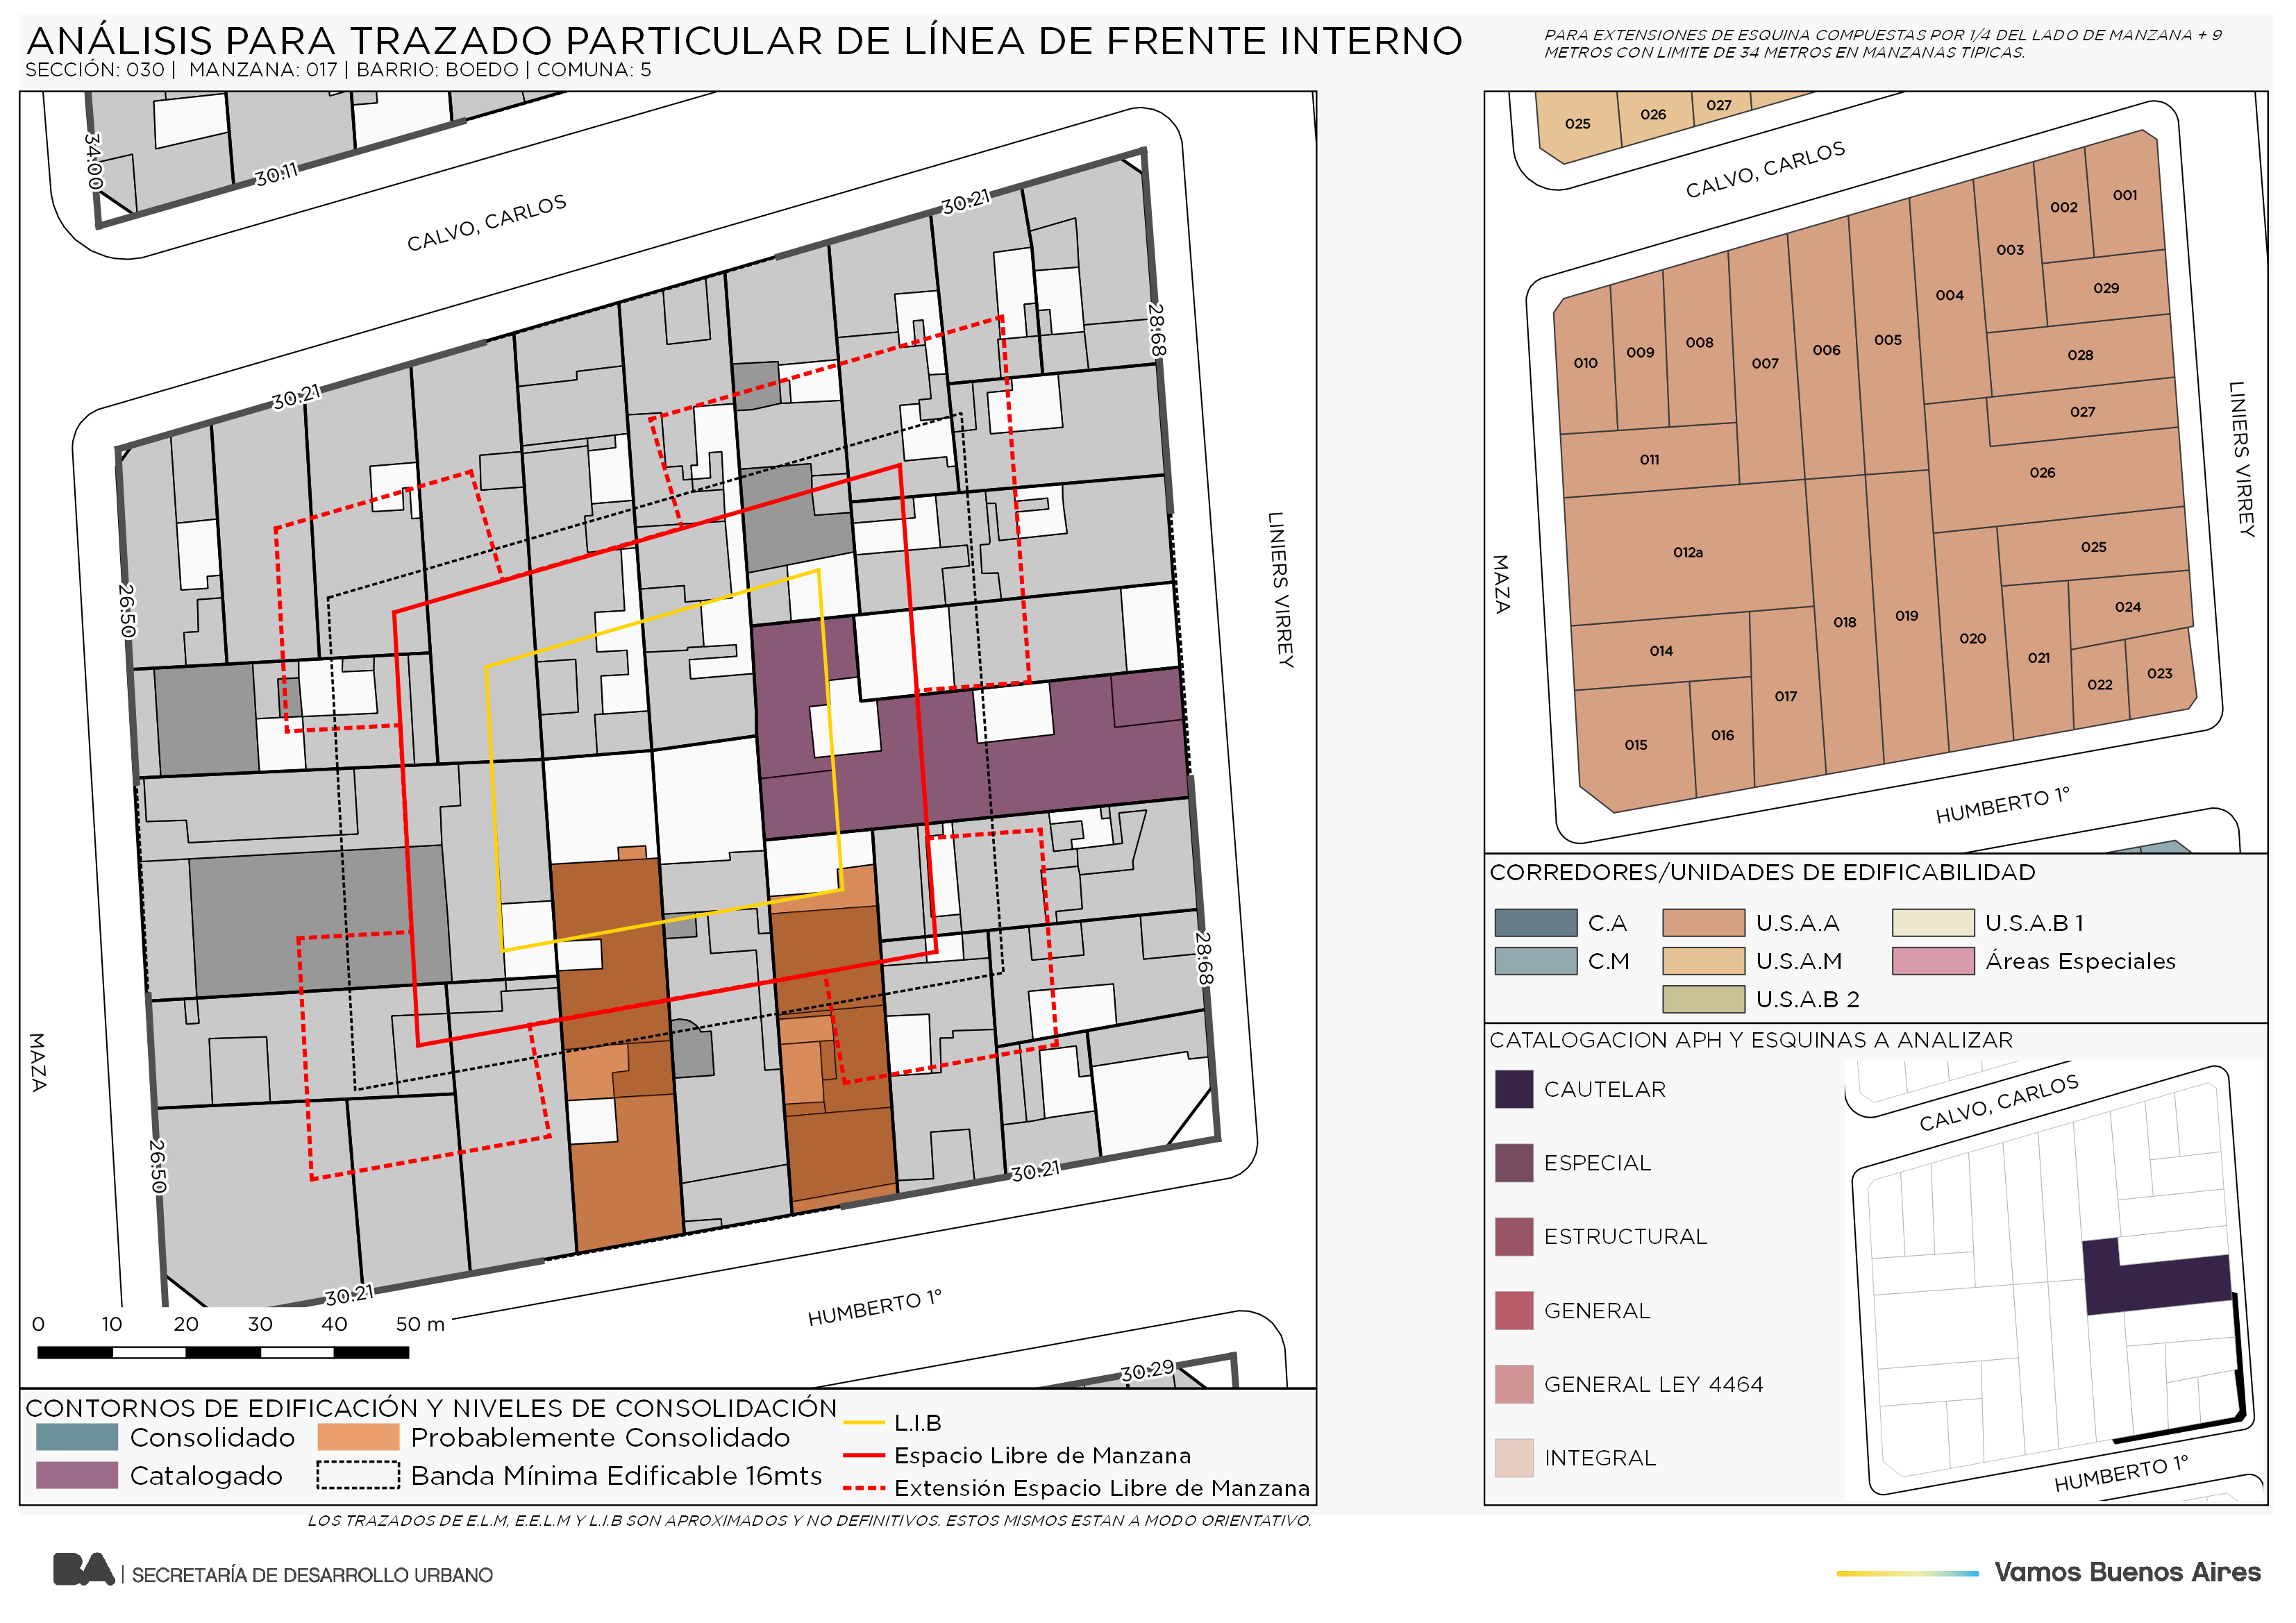 ANÁLISIS PARA TRAZADO PARTICULAR DE LÍNEA DE FRENTE INTERNO
SECCIÓN: 030 | MANZANA: 017 | BARRIO: BOEDO | COMUNA: 5
PARA EXTENSIONES DE ESQUINA COMPUESTAS POR 1/4 DEL LADO DE MANZANA + 9
METROS CON LIMITE DE 34 METROS EN MANZANAS TIPICAS.
34.00
30.11
CALVO, CARLOS
30.21
30.21
28.68
26.50
LINIERS VIRREY
28.68
MAZA
26.50
30.21
30.21
HUMBERTO 1°
30.29
0 10 20 30 40 50 m
CONTORNOS DE EDIFICACIÓN Y NIVELES DE CONSOLIDACIÓN
Consolidado
Probablemente Consolidado
Catalogado
Banda Mínima Edificable 16mts
L.I.B
Espacio Libre de Manzana
Extensión Espacio Libre de Manzana
LOS TRAZADOS DE E.L.M, E.E.L.M Y L.I.B SON APROXIMADOS Y NO DEFINITIVOS. ESTOS MISMOS ESTAN A MODO ORIENTATIVO.
025
026
027
CALVO, CARLOS
001
002
003
004
005
006
007
008
009
010
029
028
027
026
011
012a
025
024
014
018
019
020
021
022
023
017
016
015
MAZA
LINIERS VIRREY
HUMBERTO 1°
CORREDORES/UNIDADES DE EDIFICABILIDAD
C.A
U.S.A.A
U.S.A.B 1
C.M
U.S.A.M
Áreas Especiales
U.S.A.B 2
CATALOGACION APH Y ESQUINAS A ANALIZAR
CAUTELAR
ESPECIAL
ESTRUCTURAL
GENERAL
GENERAL LEY 4464
INTEGRAL
CALVO, CARLOS
HUMBERTO 1°
BA | SECRETARÍA DE DESARROLLO URBANO
Vamos Buenos Aires